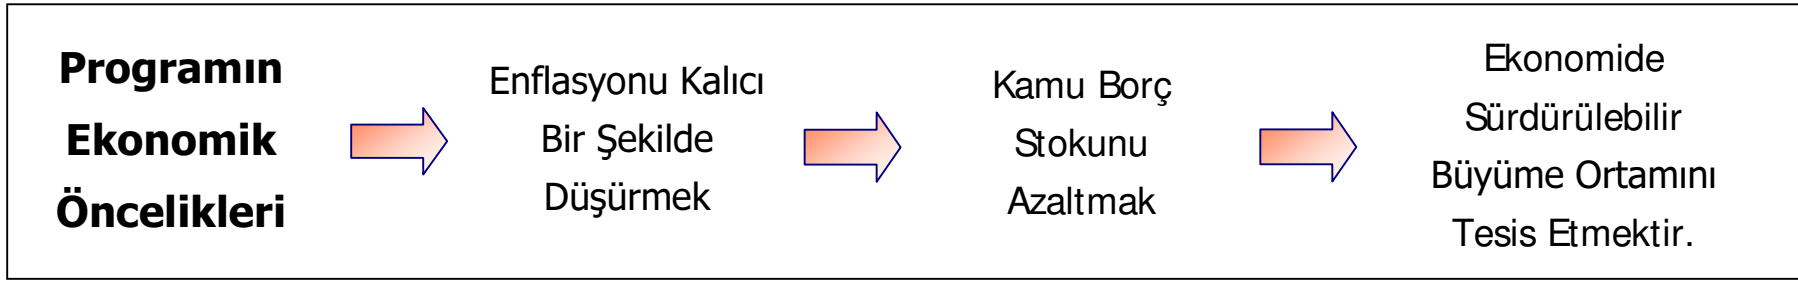 Programın
Ekonomik
Öncelikleri
Enflasyonu Kalıcı
Bir Şekilde
Düşürmek
Kamu Borç
Stokunu
Azaltmak
Ekonomide
Sürdürülebilir
Büyüme Ortamını
Tesis Etmektir.